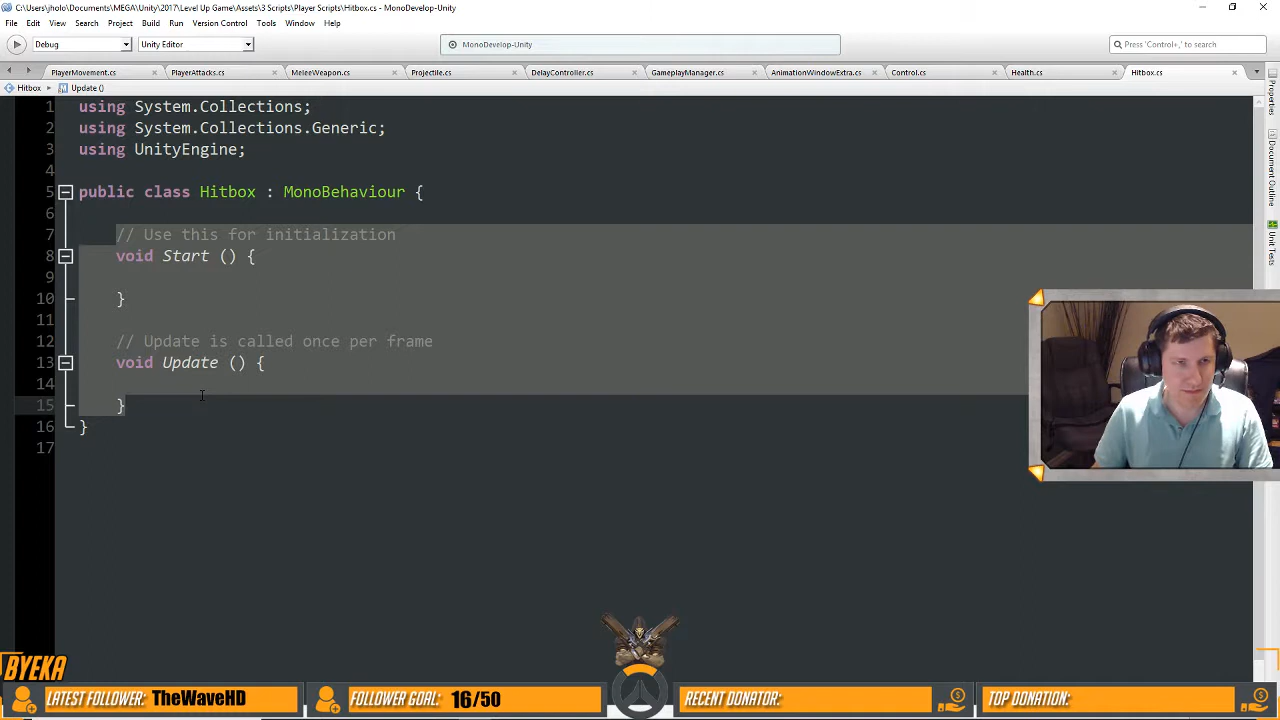 C:\Users\jholo\Documents\MEGA\Unity\2017\Level Up Game\Assets\3 Scripts\Player Scripts\Hitbox.cs - MonoDevelop-Unity
File Edit View Search Project Build Run Version Control Tools Window Help
Debug Unity Editor MonoDevelop-Unity Press 'Control+,' to search
PlayerMovement.cs PlayerAttacks.cs MeleeWeapon.cs Projectile.cs DelayController.cs GameplayManager.cs AnimationWindowExtra.cs Control.cs Health.cs Hitbox.cs
Hitbox Update ()
1 using System.Collections;
2 using System.Collections.Generic;
3 using UnityEngine;
4
5 public class Hitbox : MonoBehaviour {
6
7 // Use this for initialization
8 void Start () {
9
10 }
11
12 // Update is called once per frame
13 void Update () {
14
15 }
16 }
17
Properties
Document Outline
Unit Tests
BYEKA
LATEST FOLLOWER: TheWaveHD FOLLOWER GOAL: 16/50 RECENT DONATOR: TOP DONATION: